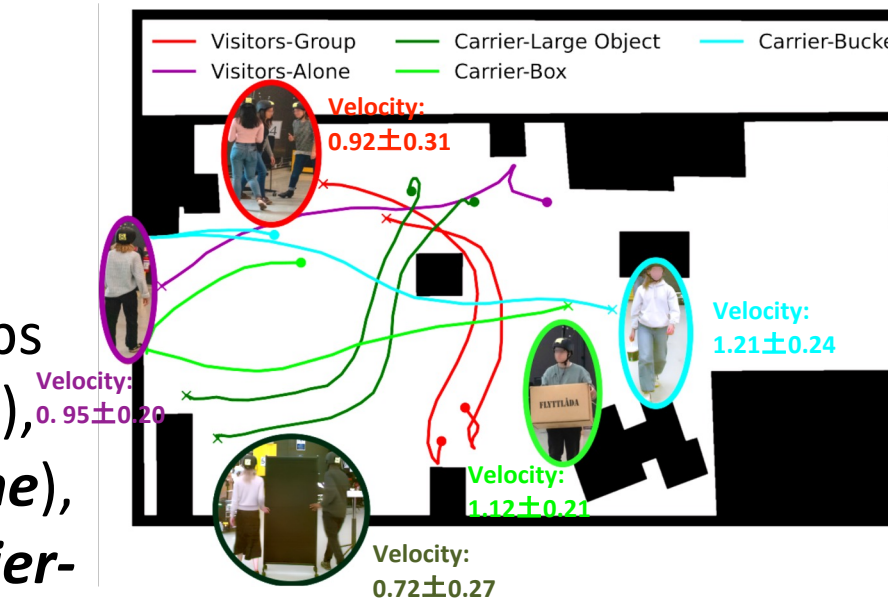 Visitors-Group
Carrier-Large Object
Visitors-Alone
Carrier-Box
Velocity:
0.92±0.31
4
Velocity:
1.21±0.24
Velocity:
0. 95±0.20
),
FLYTTLÅDA
),
Velocity:
1.12±0.21
Velocity:
0.72±0.27